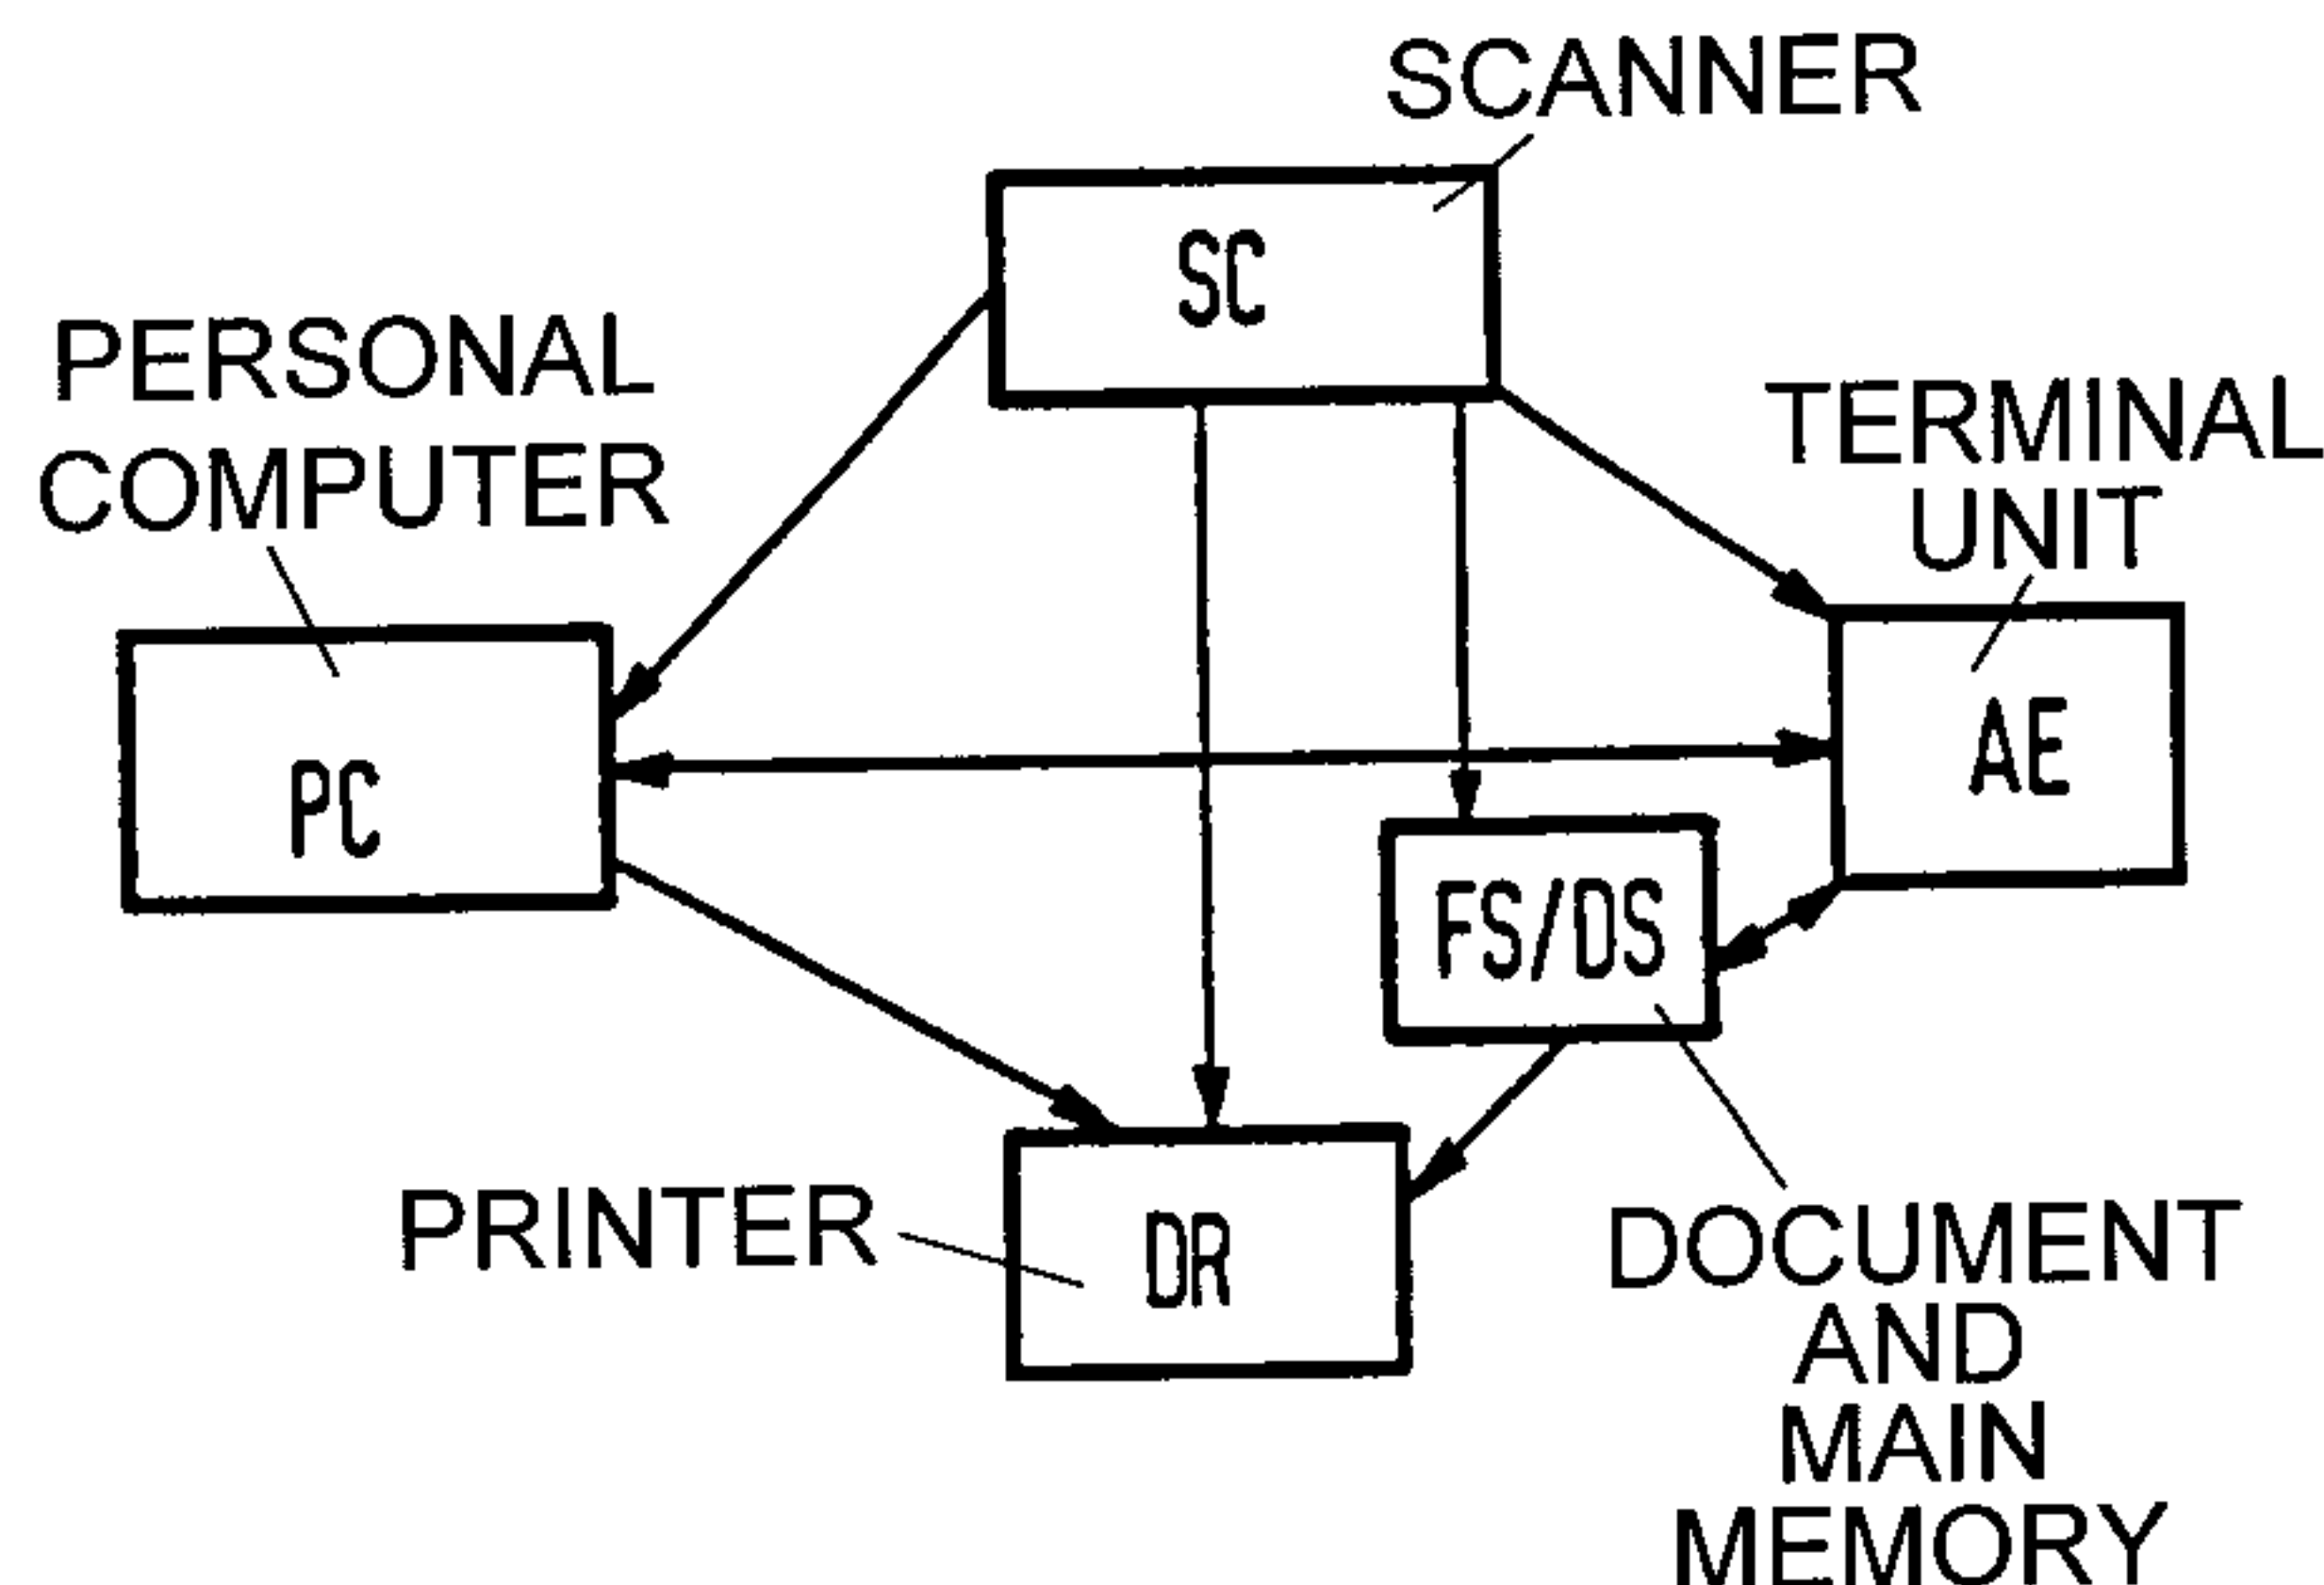 SCANNER
SC
PERSONAL
COMPUTER
TERMINAL
UNIT
PC
AE
FS/DS
PRINTER
DR
DOCUMENT
AND
MAIN
MEMORY